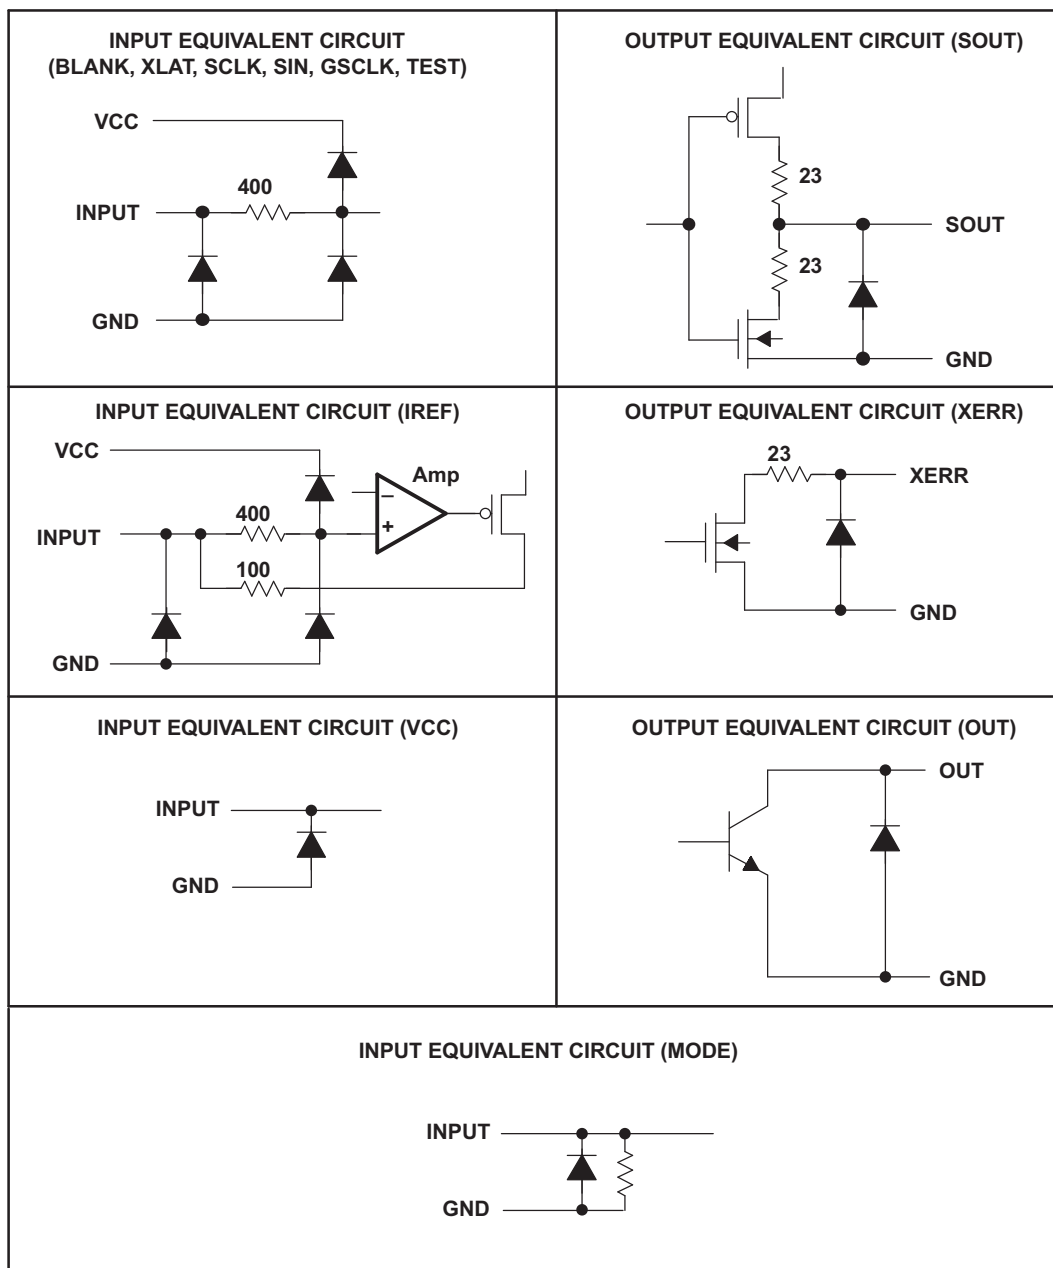 INPUT EQUIVALENT CIRCUIT
(BLANK, XLAT, SCLK, SIN, GSCLK, TEST)
VCC
400
INPUT
GND
OUTPUT EQUIVALENT CIRCUIT (SOUT)
23
SOUT
23
GND
INPUT EQUIVALENT CIRCUIT (IREF)
VCC
Amp
−
400
+
INPUT
100
GND
OUTPUT EQUIVALENT CIRCUIT (XERR)
23
XERR
GND
INPUT EQUIVALENT CIRCUIT (VCC)
INPUT
GND
OUTPUT EQUIVALENT CIRCUIT (OUT)
OUT
GND
INPUT EQUIVALENT CIRCUIT (MODE)
INPUT
GND